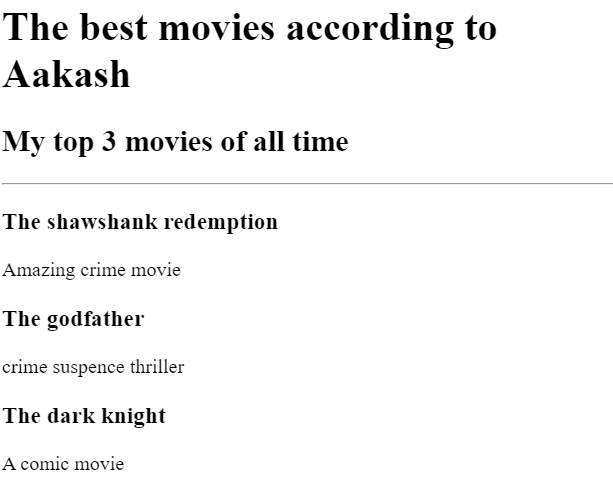 The best movies according to
Aakash
My top 3 movies of all time
The shawshank redemption
Amazing crime movie
The godfather
crime suspence thriller
The dark knight
A comic movie